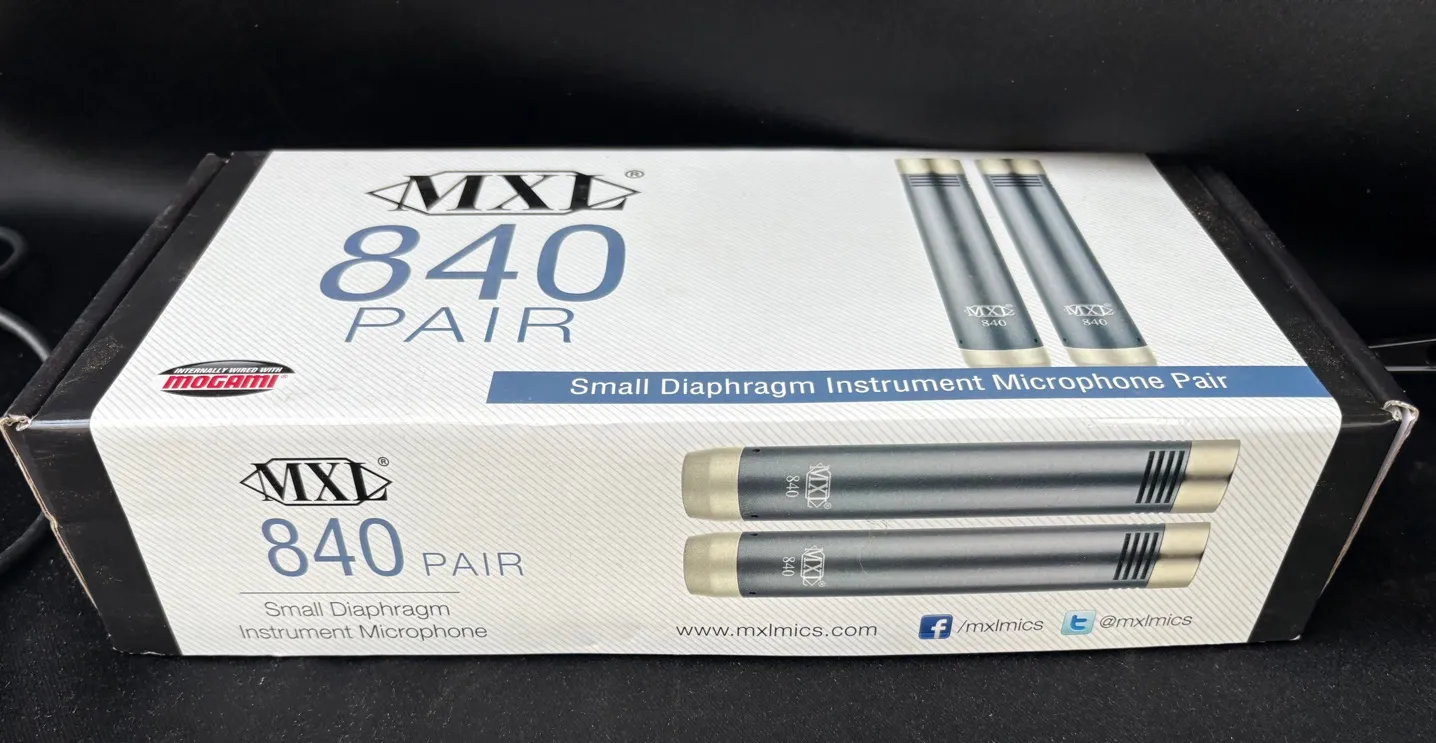 MXL®
840
PAIR
INTERNALLY WIRED WITH
MOGAMI®
MXL
840
MXL
840
Small Diaphragm Instrument Microphone Pair
MXL®
840 PAIR
Small Diaphragm
Instrument Microphone
MXL®
840
MXL®
840
www.mxlmics.com
/mxlmics
@mxlmics